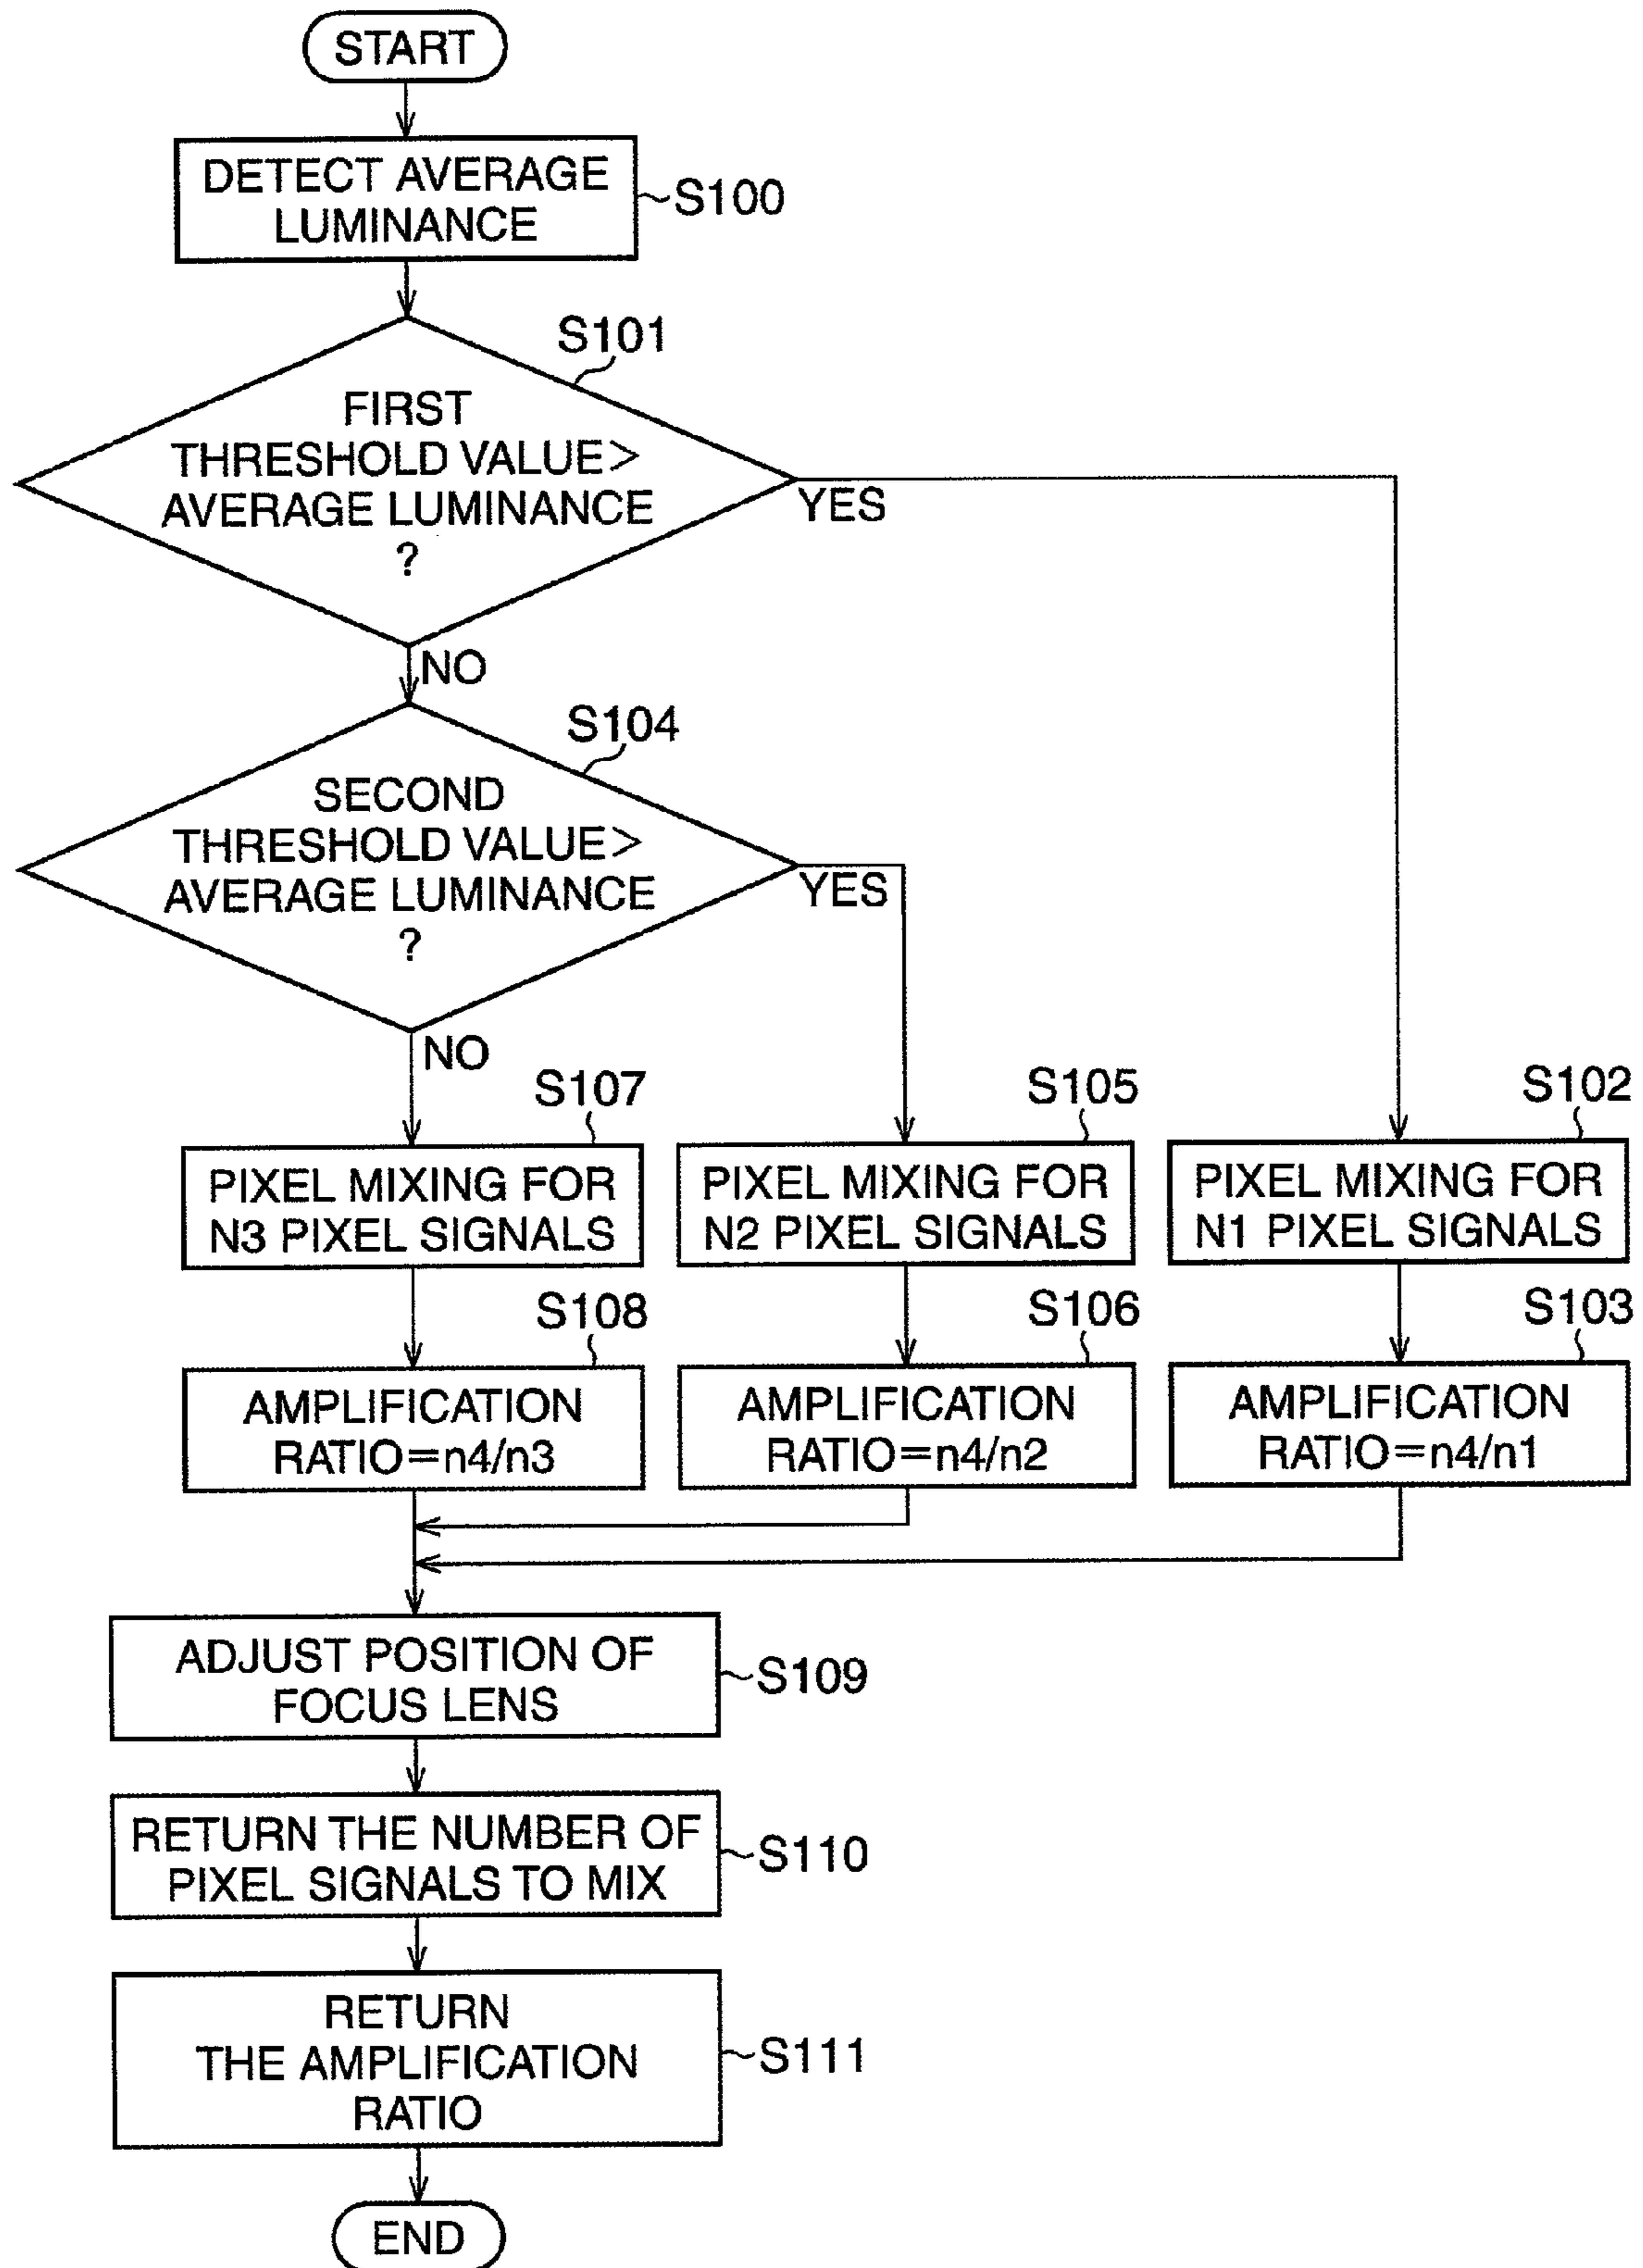 START
DETECT AVERAGE
LUMINANCE
S100
S101
FIRST
THRESHOLD VALUE>
AVERAGE LUMINANCE
?
YES
NO
S104
SECOND
THRESHOLD VALUE>
AVERAGE LUMINANCE
?
YES
NO
S107
PIXEL MIXING FOR
N3 PIXEL SIGNALS
S105
PIXEL MIXING FOR
N2 PIXEL SIGNALS
S102
PIXEL MIXING FOR
N1 PIXEL SIGNALS
S108
AMPLIFICATION
RATIO=n4/n3
S106
AMPLIFICATION
RATIO=n4/n2
S103
AMPLIFICATION
RATIO=n4/n1
ADJUST POSITION OF
FOCUS LENS
S109
RETURN THE NUMBER OF
PIXEL SIGNALS TO MIX
S110
RETURN
THE AMPLIFICATION
RATIO
S111
END